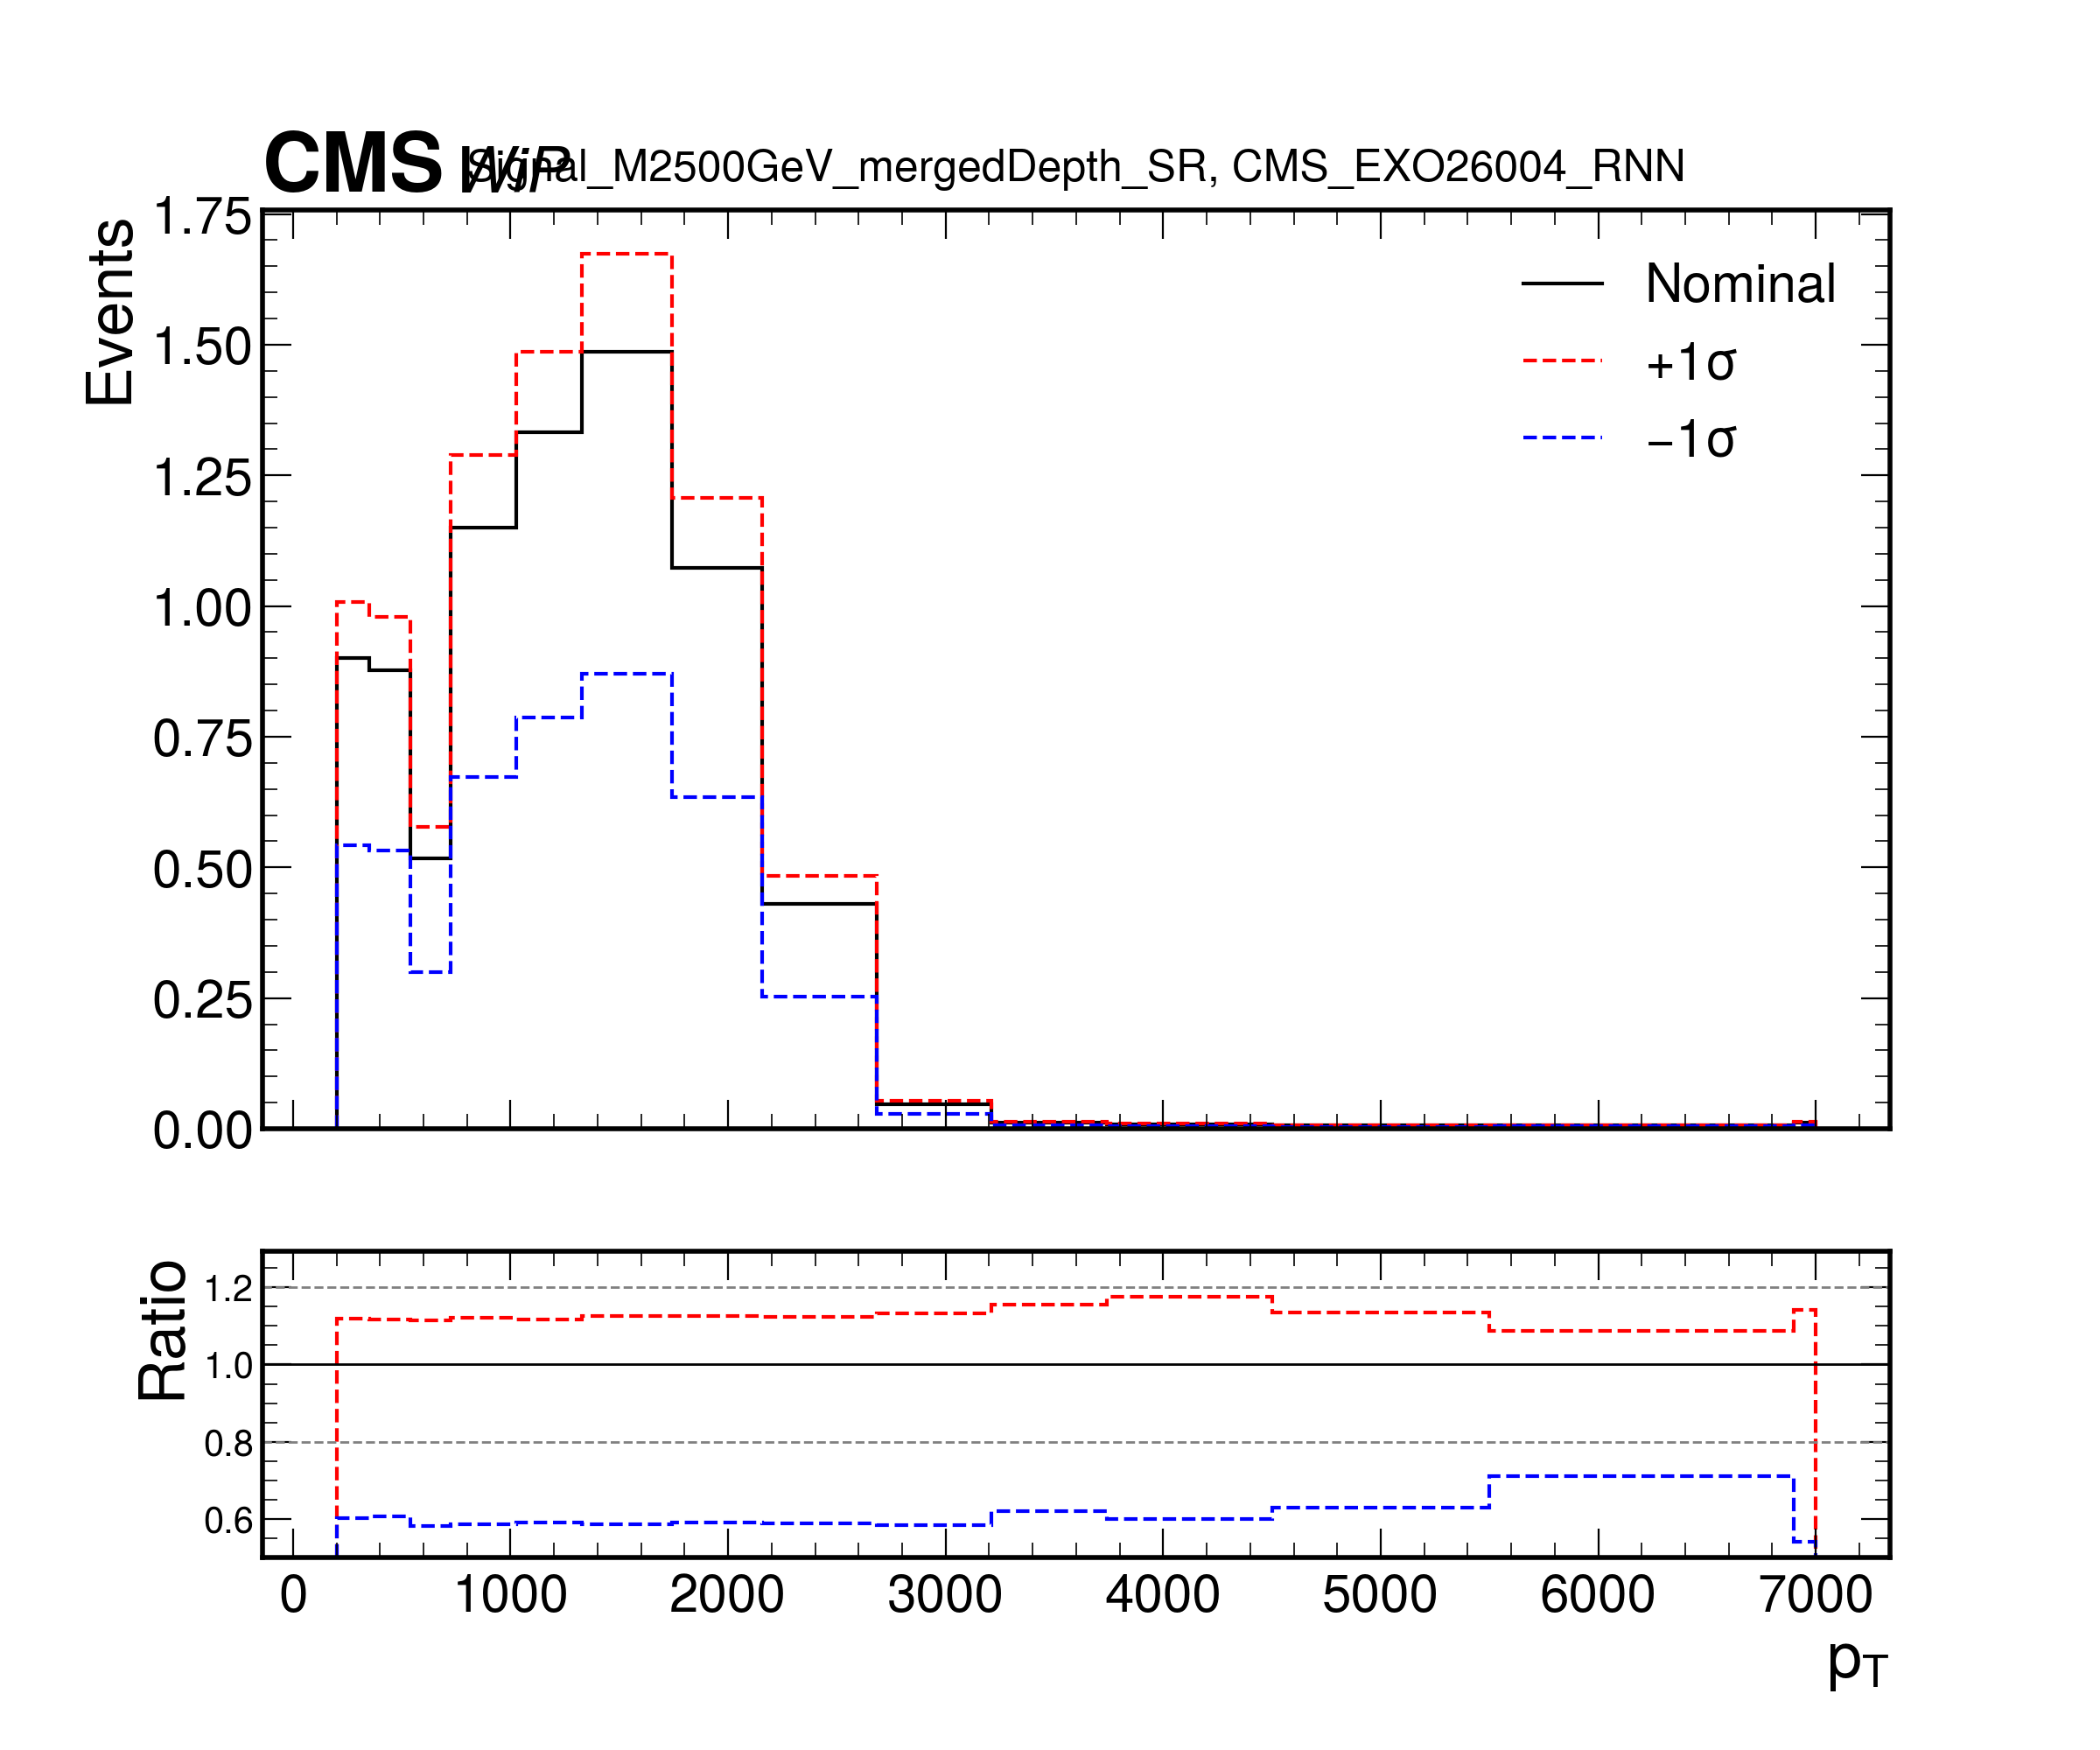 CMS WiP Signal_M2500GeV_mergedDepth_SR, CMS_EXO26004_RNN
Events
1.75
1.50
1.25
1.00
0.75
0.50
0.25
0.00
Nominal
+1σ
−1σ
Ratio
1.2
1.0
0.8
0.6
0 1000 2000 3000 4000 5000 6000 7000
pT